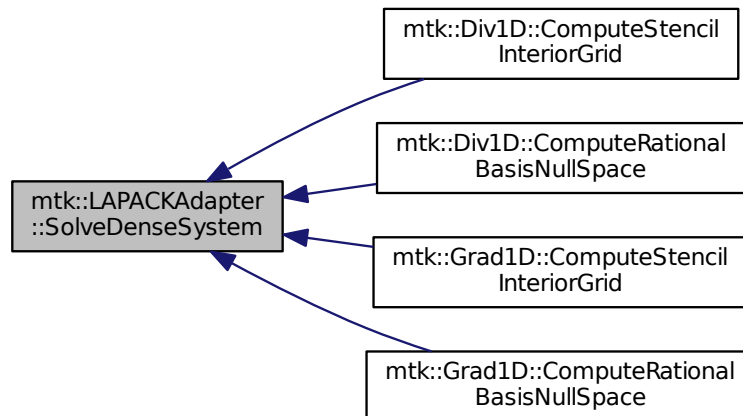 mtk::Div1D::ComputeStencil
InteriorGrid
mtk::Div1D::ComputeRational
BasisNullSpace
mtk::LAPACKAdapter
::SolveDenseSystem
mtk::Grad1D::ComputeStencil
InteriorGrid
mtk::Grad1D::ComputeRational
BasisNullSpace